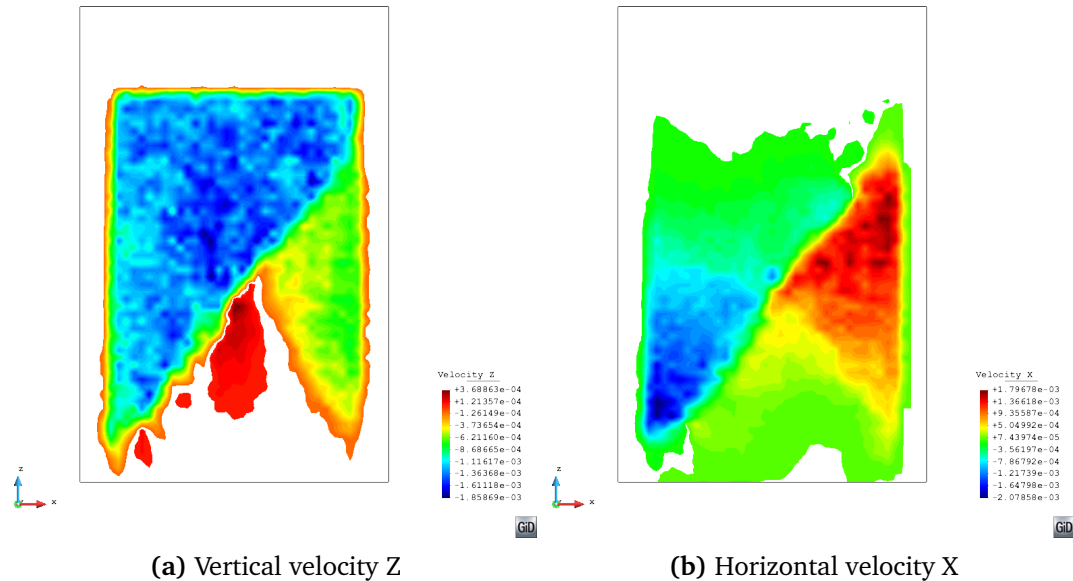 Velocity Z
+3.68863e-04
+1.21357e-04
-1.26149e-04
-3.73654e-04
-6.21160e-04
-8.68665e-04
-1.11617e-03
-1.36368e-03
-1.61118e-03
-1.85869e-03
z
x
GiD
(a) Vertical velocity Z
Velocity X
+1.79678e-03
+1.36618e-03
+9.35587e-04
+5.04992e-04
+7.43974e-05
-3.56197e-04
-7.86792e-04
-1.21739e-03
-1.64798e-03
-2.07858e-03
z
x
GiD
(b) Horizontal velocity X